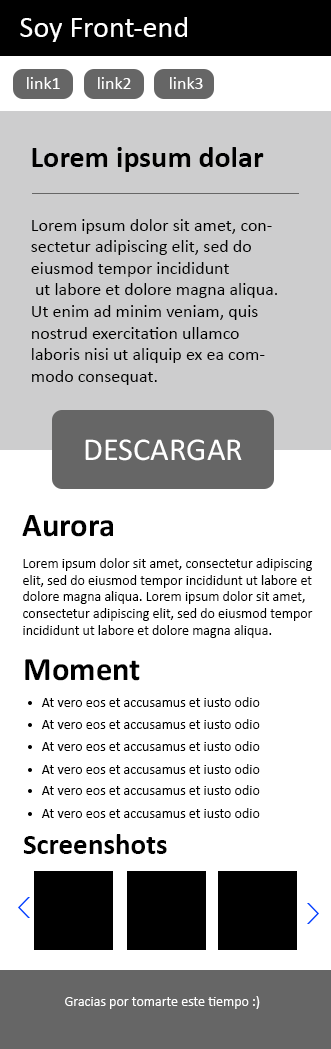 Soy Front-end
link1
link2
link3
Lorem ipsum dolar
Lorem ipsum dolor sit amet, con-
sectetur adipiscing elit, sed do
eiusmod tempor incididunt
ut labore et dolore magna aliqua.
Ut enim ad minim veniam, quis
nostrud exercitation ullamco
laboris nisi ut aliquip ex ea com-
modo consequat.
DESCARGAR
Aurora
Lorem ipsum dolor sit amet, consectetur adipiscing
elit, sed do eiusmod tempor incididunt ut labore et
dolore magna aliqua. Lorem ipsum dolor sit amet,
consectetur adipiscing elit, sed do eiusmod tempor
incididunt ut labore et dolore magna aliqua.
Moment
• At vero eos et accusamus et iusto odio
• At vero eos et accusamus et iusto odio
• At vero eos et accusamus et iusto odio
• At vero eos et accusamus et iusto odio
• At vero eos et accusamus et iusto odio
• At vero eos et accusamus et iusto odio
Screenshots
Gracias por tomarte este tiempo :)